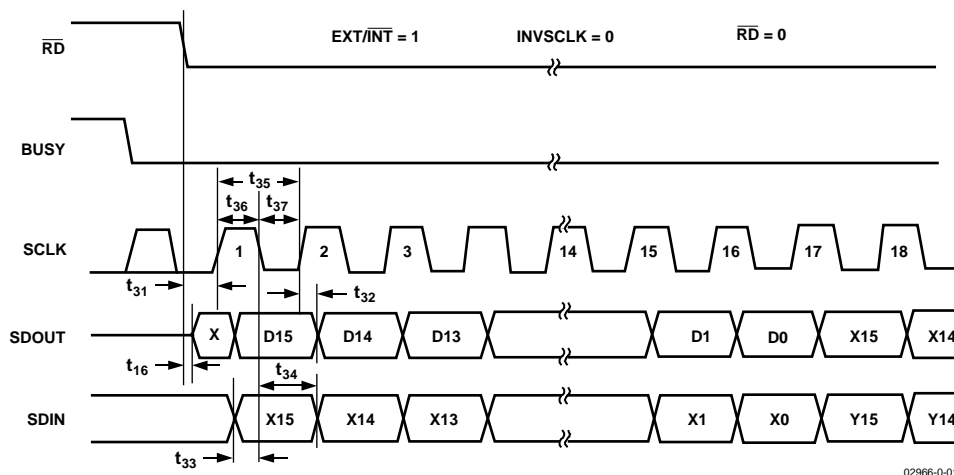 EXT/INT = 1 INVSCLK = 0 RD = 0
RD
BUSY
t35
t36 t37
SCLK 1 2 3 14 15 16 17 18
t31 t32
SDOUT X D15 D14 D13 D1 D0 X15 X14
t16 t34
SDIN X15 X14 X13 X1 X0 Y15 Y14
t33